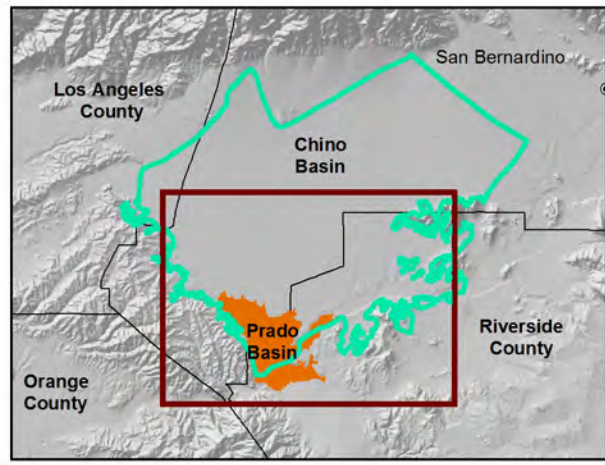 San Bernardino
Los Angeles
County
Chino
Basin
Prado
Basin
Riverside
County
Orange
County